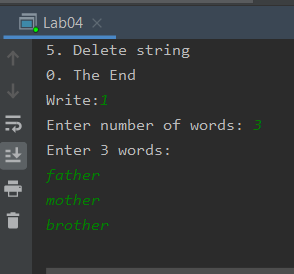 Lab04
5. Delete string
0. The End
Write:1
Enter number of words: 3
Enter 3 words:
father
mother
brother